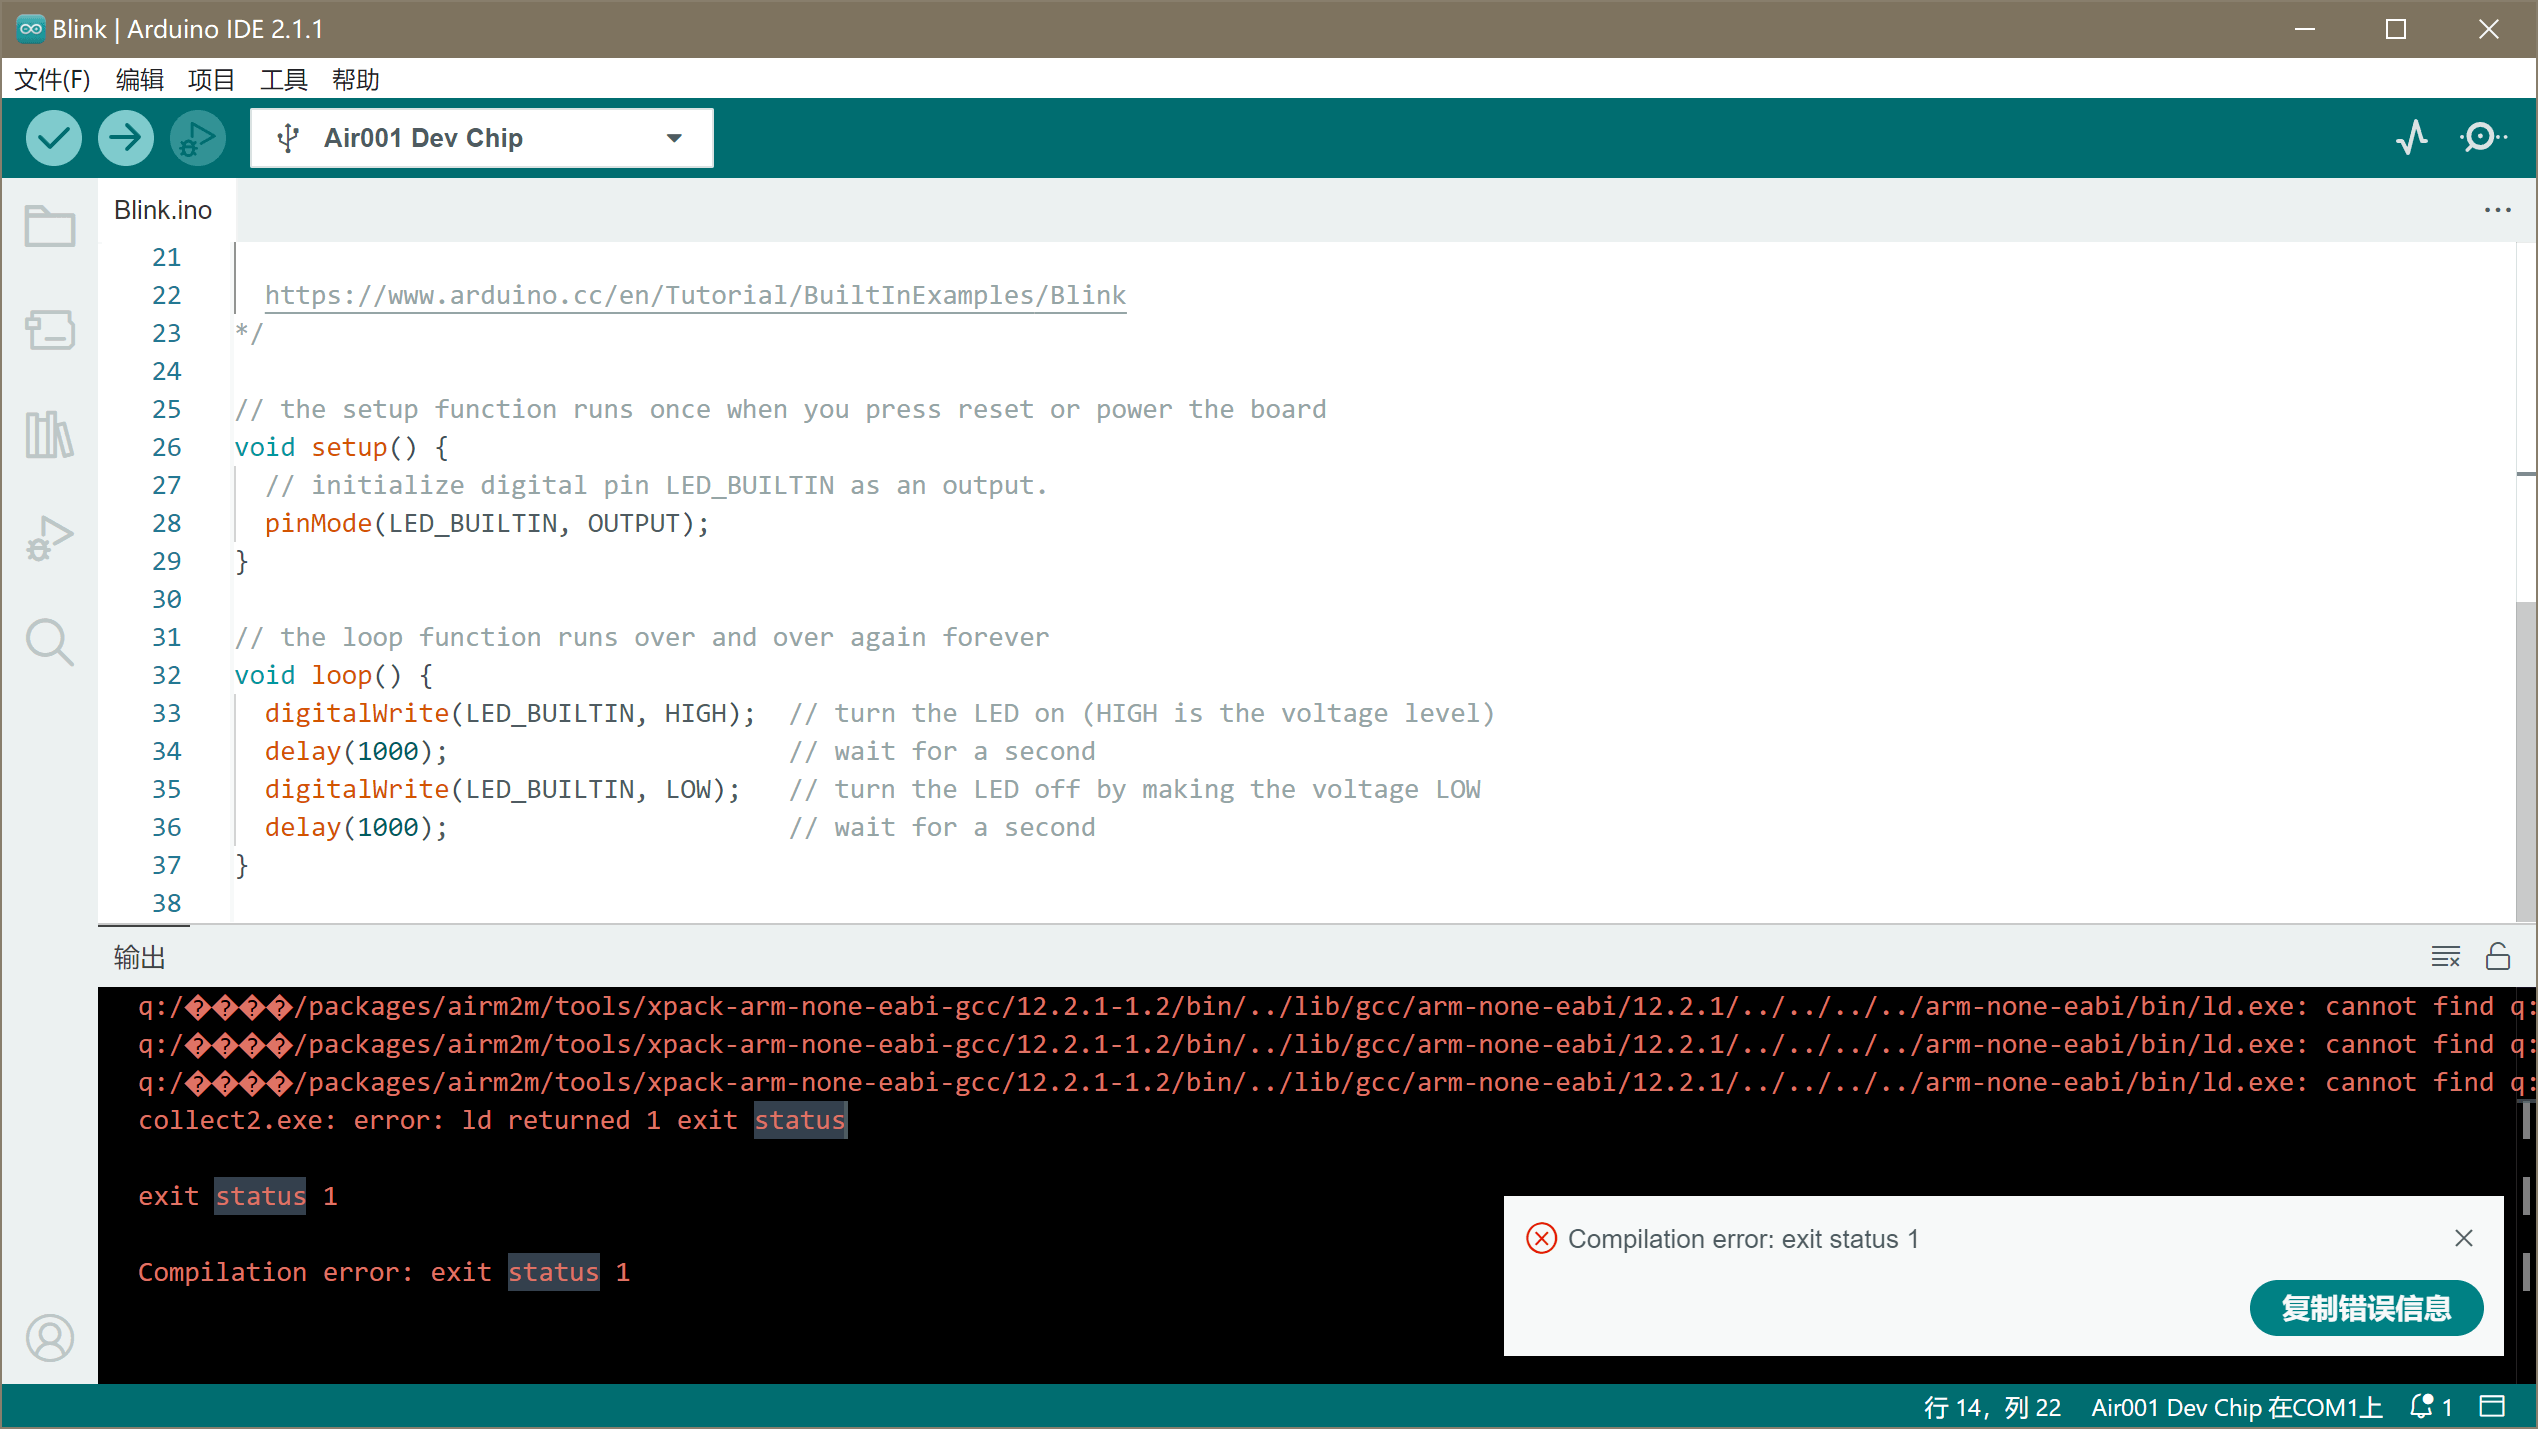 Blink | Arduino IDE 2.1.1
文件(F) 编辑 项目 工具 帮助
Air001 Dev Chip
Blink.ino
21
22 https://www.arduino.cc/en/Tutorial/BuiltInExamples/Blink
23 */
24
25 // the setup function runs once when you press reset or power the board
26 void setup() {
27 // initialize digital pin LED_BUILTIN as an output.
28 pinMode(LED_BUILTIN, OUTPUT);
29 }
30
31 // the loop function runs over and over again forever
32 void loop() {
33 digitalWrite(LED_BUILTIN, HIGH); // turn the LED on (HIGH is the voltage level)
34 delay(1000); // wait for a second
35 digitalWrite(LED_BUILTIN, LOW); // turn the LED off by making the voltage LOW
36 delay(1000); // wait for a second
37 }
38
输出
q:/����/packages/airm2m/tools/xpack-arm-none-eabi-gcc/12.2.1-1.2/bin/../lib/gcc/arm-none-eabi/12.2.1/../../../../arm-none-eabi/bin/ld.exe: cannot find q:
q:/����/packages/airm2m/tools/xpack-arm-none-eabi-gcc/12.2.1-1.2/bin/../lib/gcc/arm-none-eabi/12.2.1/../../../../arm-none-eabi/bin/ld.exe: cannot find q:
q:/����/packages/airm2m/tools/xpack-arm-none-eabi-gcc/12.2.1-1.2/bin/../lib/gcc/arm-none-eabi/12.2.1/../../../../arm-none-eabi/bin/ld.exe: cannot find q:
collect2.exe: error: ld returned 1 exit status
exit status 1
Compilation error: exit status 1
Compilation error: exit status 1
复制错误信息
行 14，列 22 Air001 Dev Chip 在COM1上 1